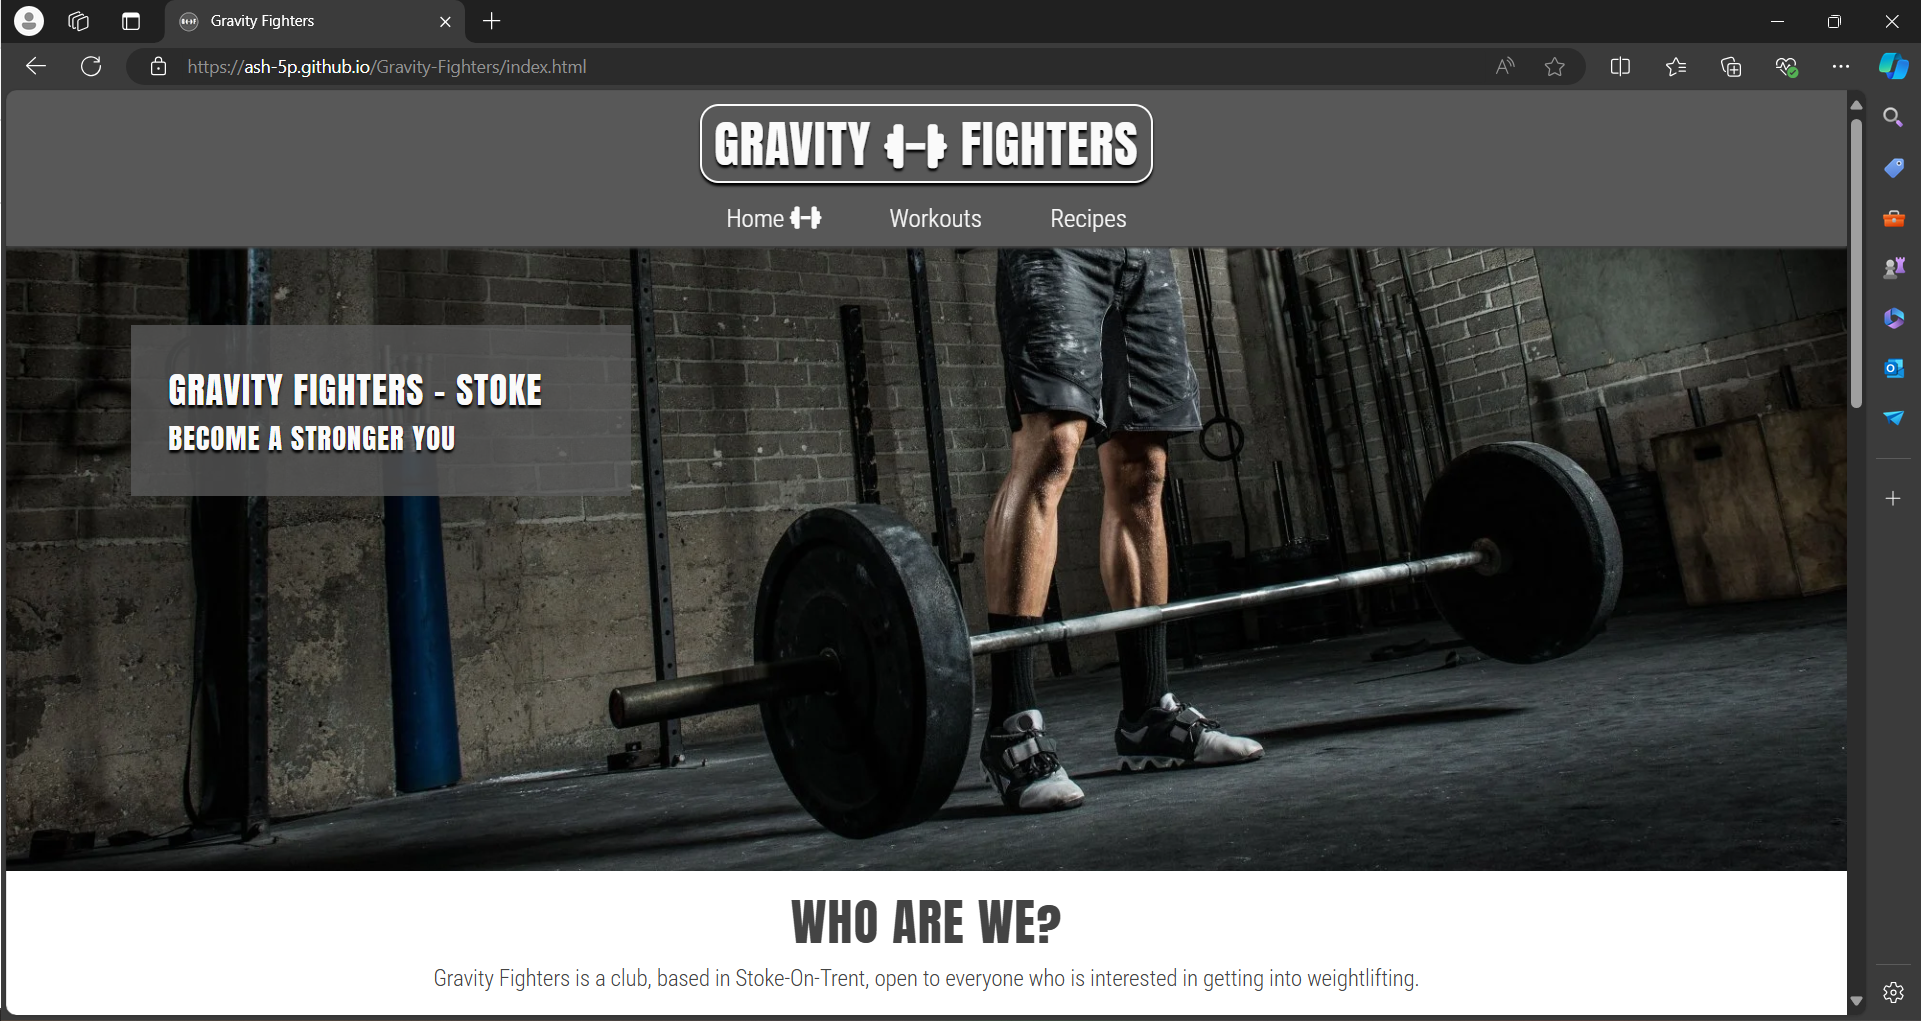 Gravity Fighters
https://ash-5p.github.io/Gravity-Fighters/index.html
GRAVITY FIGHTERS
Home Workouts Recipes
GRAVITY FIGHTERS - STOKE
BECOME A STRONGER YOU
WHO ARE WE?
Gravity Fighters is a club, based in Stoke-On-Trent, open to everyone who is interested in getting into weightlifting.